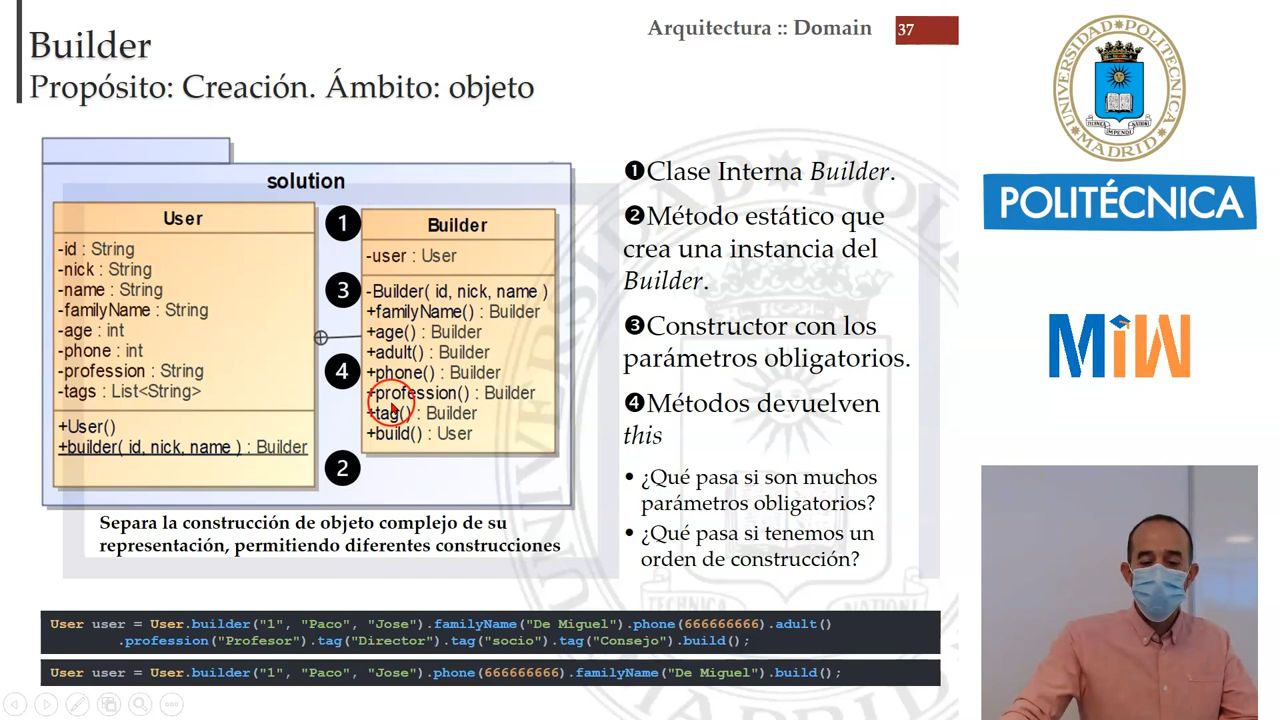 Builder
Propósito: Creación. Ámbito: objeto
Arquitectura :: Domain
37
solution
User
-id : String
-nick : String
-name : String
-familyName : String
-age : int
-phone : int
-profession : String
-tags : List<String>
+User()
+builder( id, nick, name ) : Builder
1
3
4
2
Builder
-user : User
-Builder( id, nick, name )
+familyName() : Builder
+age() : Builder
+adult() : Builder
+phone() : Builder
+profession() : Builder
+tag() : Builder
+build() : User
Separa la construcción de objeto complejo de su
representación, permitiendo diferentes construcciones
❶Clase Interna Builder.
❷Método estático que
crea una instancia del
Builder.
❸Constructor con los
parámetros obligatorios.
❹Métodos devuelven
this
• ¿Qué pasa si son muchos
parámetros obligatorios?
• ¿Qué pasa si tenemos un
orden de construcción?
User user = User.builder("1", "Paco", "Jose").familyName("De Miguel").phone(666666666).adult()
.profession("Profesor").tag("Director").tag("socio").tag("Consejo").build();
User user = User.builder("1", "Paco", "Jose").phone(666666666).familyName("De Miguel").build();
UNIVERSIDAD POLITECNICA
MADRID
POLITÉCNICA
MiW